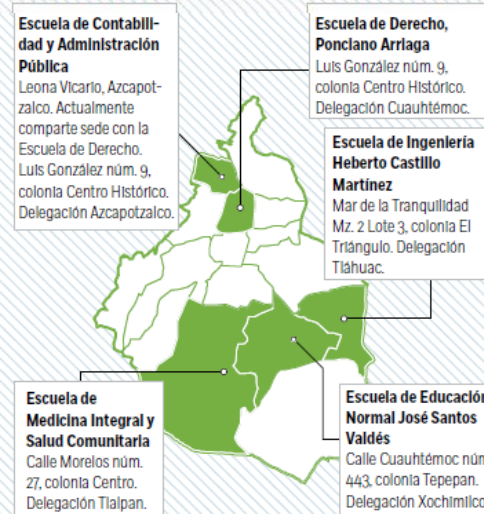 Escuela de Contabili-
dad y Administración
Pública
Leona Vicario, Azcapot-
zalco. Actualmente
comparte sede con la
Escuela de Derecho.
Luis González núm. 9,
colonia Centro Histórico.
Delegación Azcapotzalco.
Escuela de Derecho,
Ponciano Arriaga
Luis González núm. 9,
colonia Centro Histórico.
Delegación Cuauhtémoc.
Escuela de Ingeniería
Heberto Castillo
Martínez
Mar de la Tranquilidad
Mz. 2 Lote 3, colonia El
Triángulo. Delegación
Tláhuac.
Escuela de
Medicina Integral y
Salud Comunitaria
Calle Morelos núm.
27, colonia Centro.
Delegación Tlalpan.
Escuela de Educación
Normal José Santos
Valdés
Calle Cuauhtémoc núm
443, colonia Tepepan.
Delegación Xochimilco